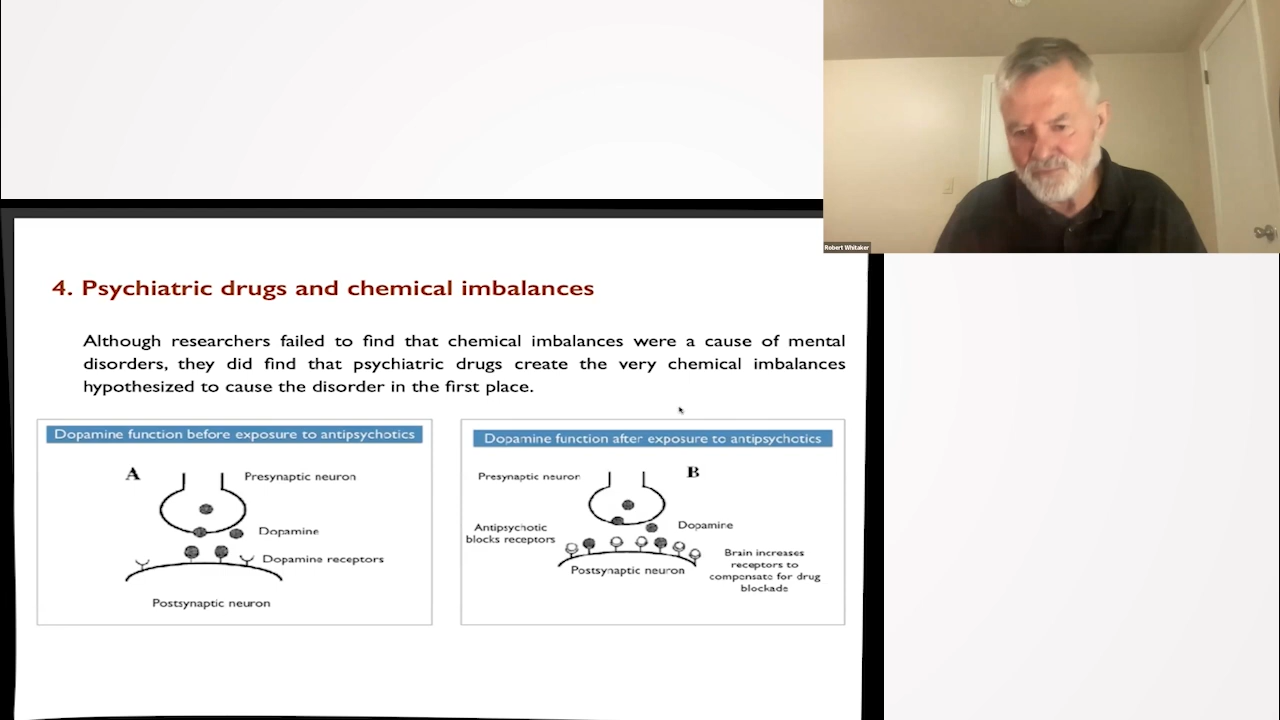 Robert Whitaker
4. Psychiatric drugs and chemical imbalances
Although researchers failed to find that chemical imbalances were a cause of mental
disorders, they did find that psychiatric drugs create the very chemical imbalances
hypothesized to cause the disorder in the first place.
Dopamine function before exposure to antipsychotics
A
Presynaptic neuron
Dopamine
Dopamine receptors
Postsynaptic neuron
Dopamine function after exposure to antipsychotics
Presynaptic neuron
B
Antipsychotic
blocks receptors
Dopamine
Postsynaptic neuron
Brain increases
receptors to
compensate for drug
blockade